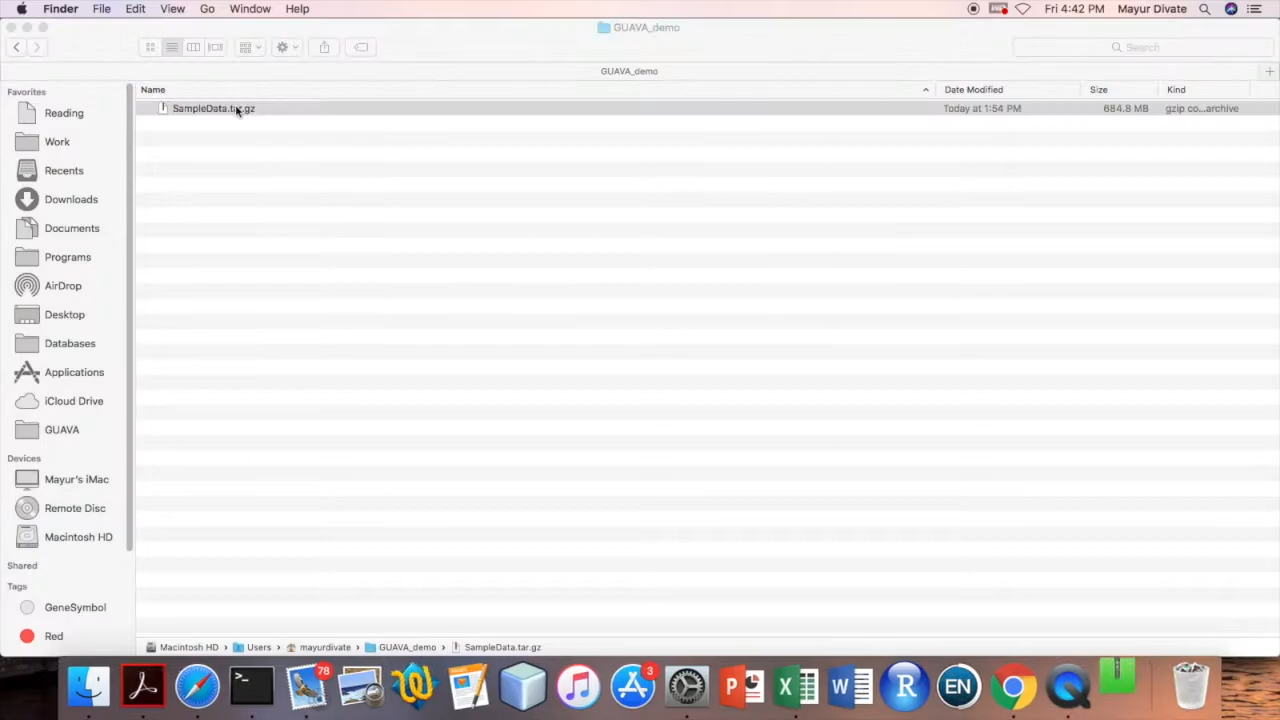 Finder File Edit View Go Window Help Fri 4:42 PM Mayur Divate
GUAVA_demo
Search
GUAVA_demo
Favorites
Reading
Work
Recents
Downloads
Documents
Programs
AirDrop
Desktop
Databases
Applications
iCloud Drive
GUAVA
Devices
Mayur's iMac
Remote Disc
Macintosh HD
Shared
Tags
GeneSymbol
Red
Name Date Modified Size Kind
SampleData.tar.gz Today at 1:54 PM 684.8 MB gzip co...archive
Macintosh HD › Users › mayurdivate › GUAVA_demo › SampleData.tar.gz
>_ 78 3 P X W R EN